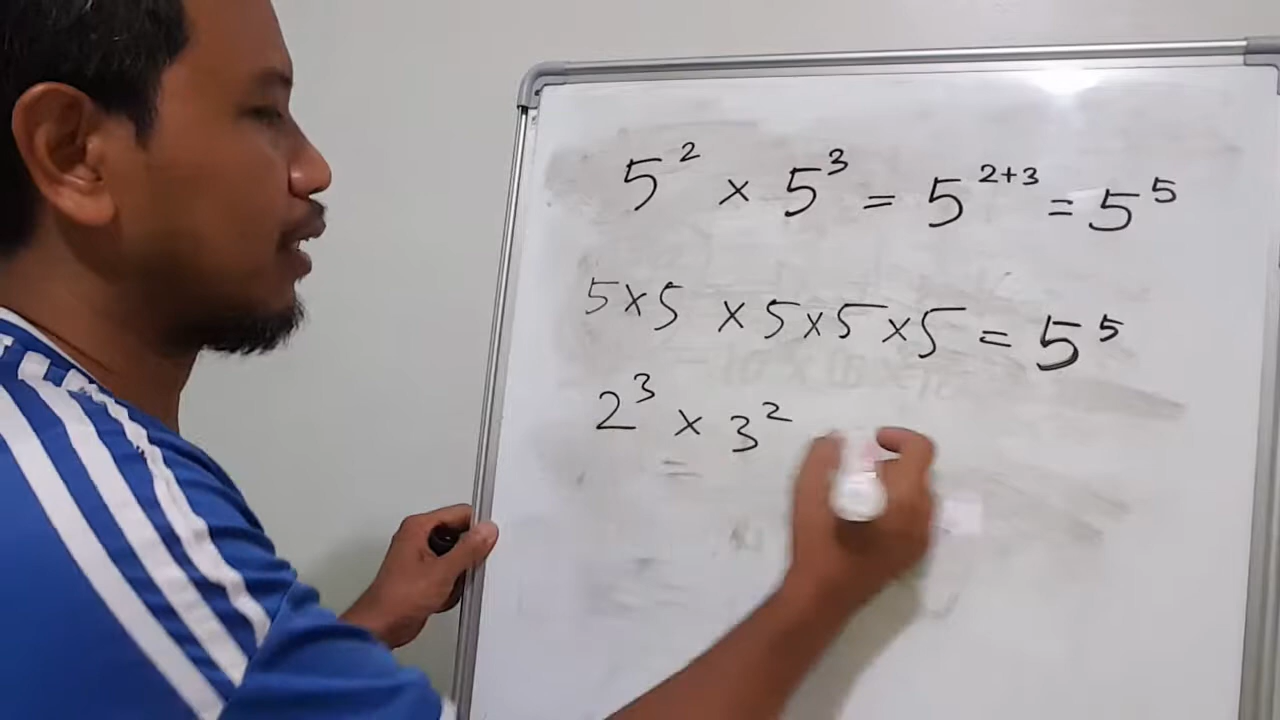 5² × 5³ = 5²⁺³ = 5⁵
5×5 ×5×5×5 = 5⁵
2³ × 3²
=